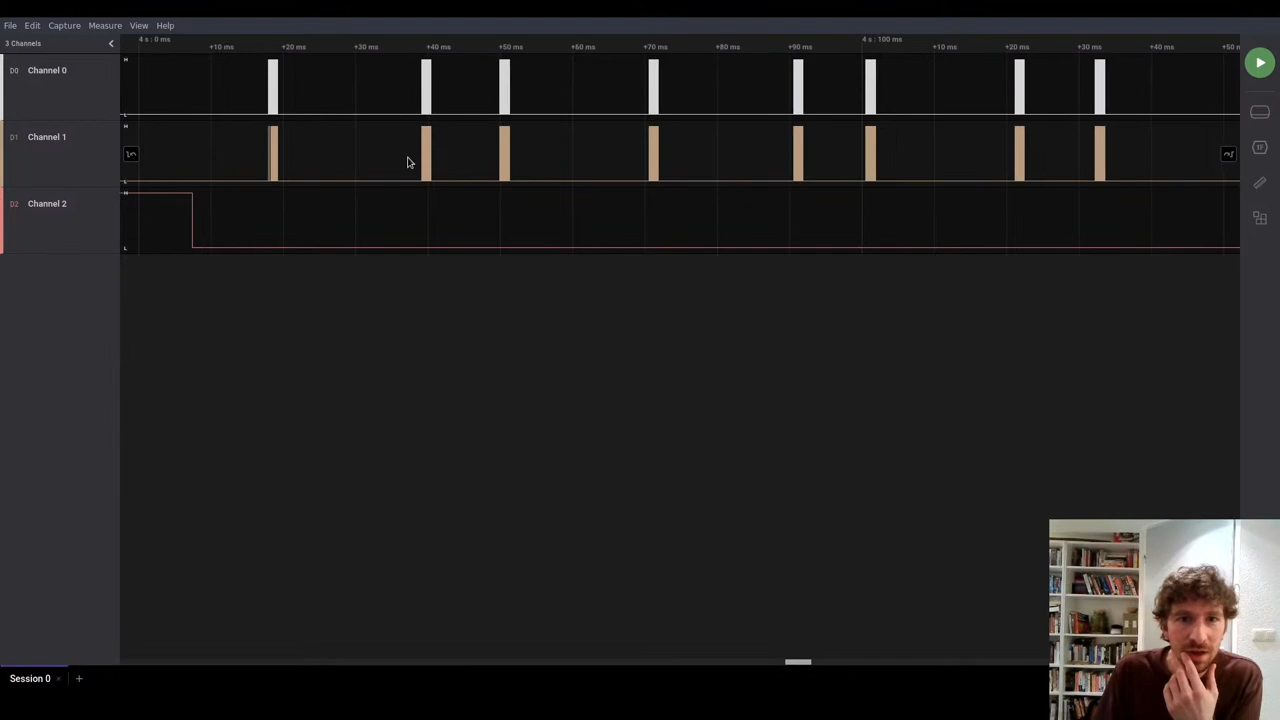 File Edit Capture Measure View Help
3 Channels
4 s : 0 ms 4 s : 100 ms
+10 ms +20 ms +30 ms +40 ms +50 ms +60 ms +70 ms +80 ms +90 ms +10 ms +20 ms +30 ms +40 ms +50 m
D0 Channel 0
H
L
D1 Channel 1
H
L
D2 Channel 2
H
L
1F
Session 0 × +